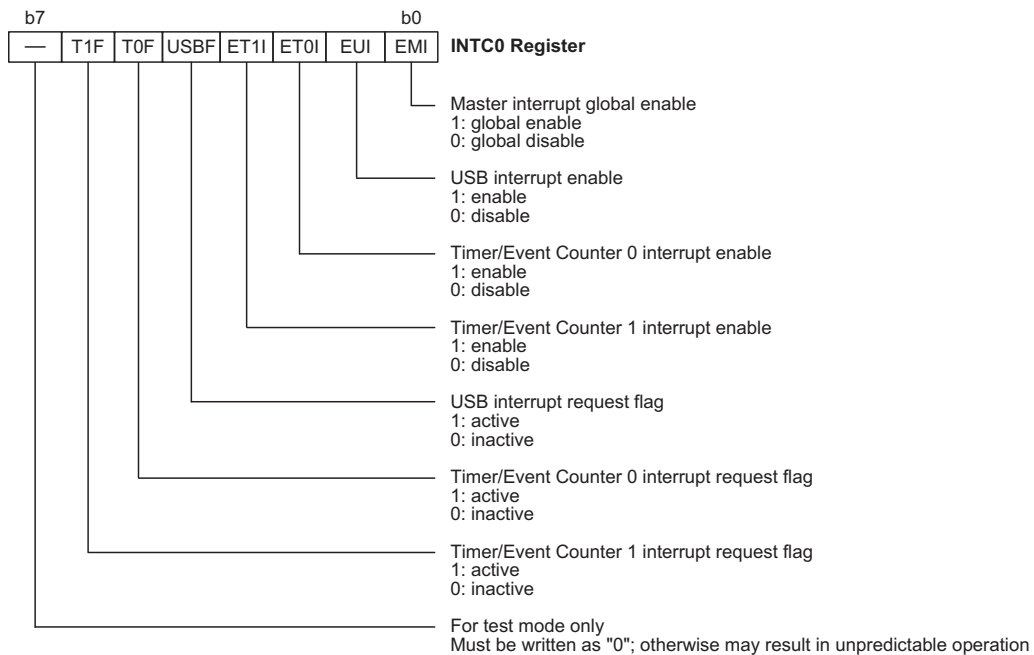 b7 b0
— T1F T0F USBF ET1I ET0I EUI EMI INTC0 Register
Master interrupt global enable
1: global enable
0: global disable
USB interrupt enable
1: enable
0: disable
Timer/Event Counter 0 interrupt enable
1: enable
0: disable
Timer/Event Counter 1 interrupt enable
1: enable
0: disable
USB interrupt request flag
1: active
0: inactive
Timer/Event Counter 0 interrupt request flag
1: active
0: inactive
Timer/Event Counter 1 interrupt request flag
1: active
0: inactive
For test mode only
Must be written as "0"; otherwise may result in unpredictable operation